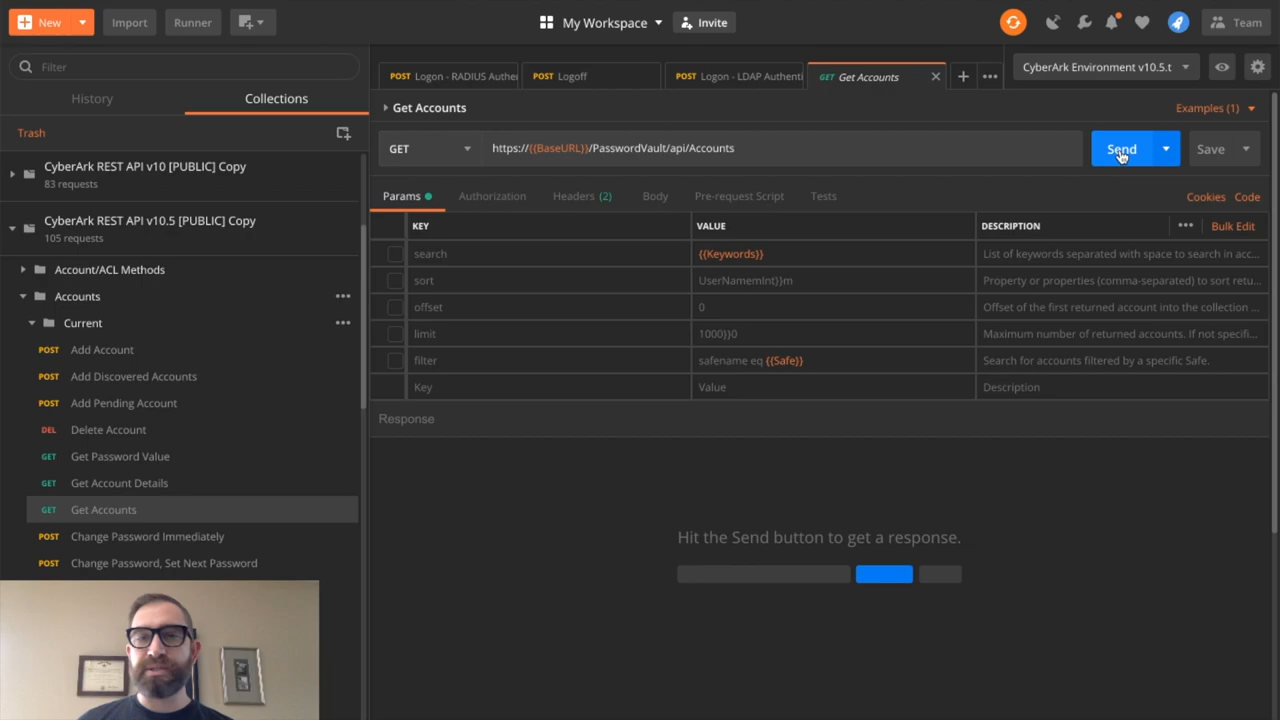 New
Import
Runner
My Workspace
Invite
Team
Filter
History
Collections
Trash
CyberArk REST API v10 [PUBLIC] Copy
83 requests
CyberArk REST API v10.5 [PUBLIC] Copy
105 requests
Account/ACL Methods
Accounts
Current
POST Add Account
POST Add Discovered Accounts
POST Add Pending Account
DEL Delete Account
GET Get Password Value
GET Get Account Details
GET Get Accounts
POST Change Password Immediately
POST Change Password, Set Next Password
POST Logon - RADIUS Authe
POST Logoff
POST Logon - LDAP Authenti
GET Get Accounts
CyberArk Environment v10.5.t
Get Accounts
Examples (1)
GET
https://{{BaseURL}}/PasswordVault/api/Accounts
Send
Save
Params
Authorization
Headers (2)
Body
Pre-request Script
Tests
Cookies
Code
KEY VALUE DESCRIPTION
Bulk Edit
search {{Keywords}} List of keywords separated with space to search in acc...
sort UserNamemInt}}m Property or properties (comma-separated) to sort retu...
offset 0 Offset of the first returned account into the collection ...
limit 1000}}0 Maximum number of returned accounts. If not specifi...
filter safename eq {{Safe}} Search for accounts filtered by a specific Safe.
Key Value Description
Response
Hit the Send button to get a response.